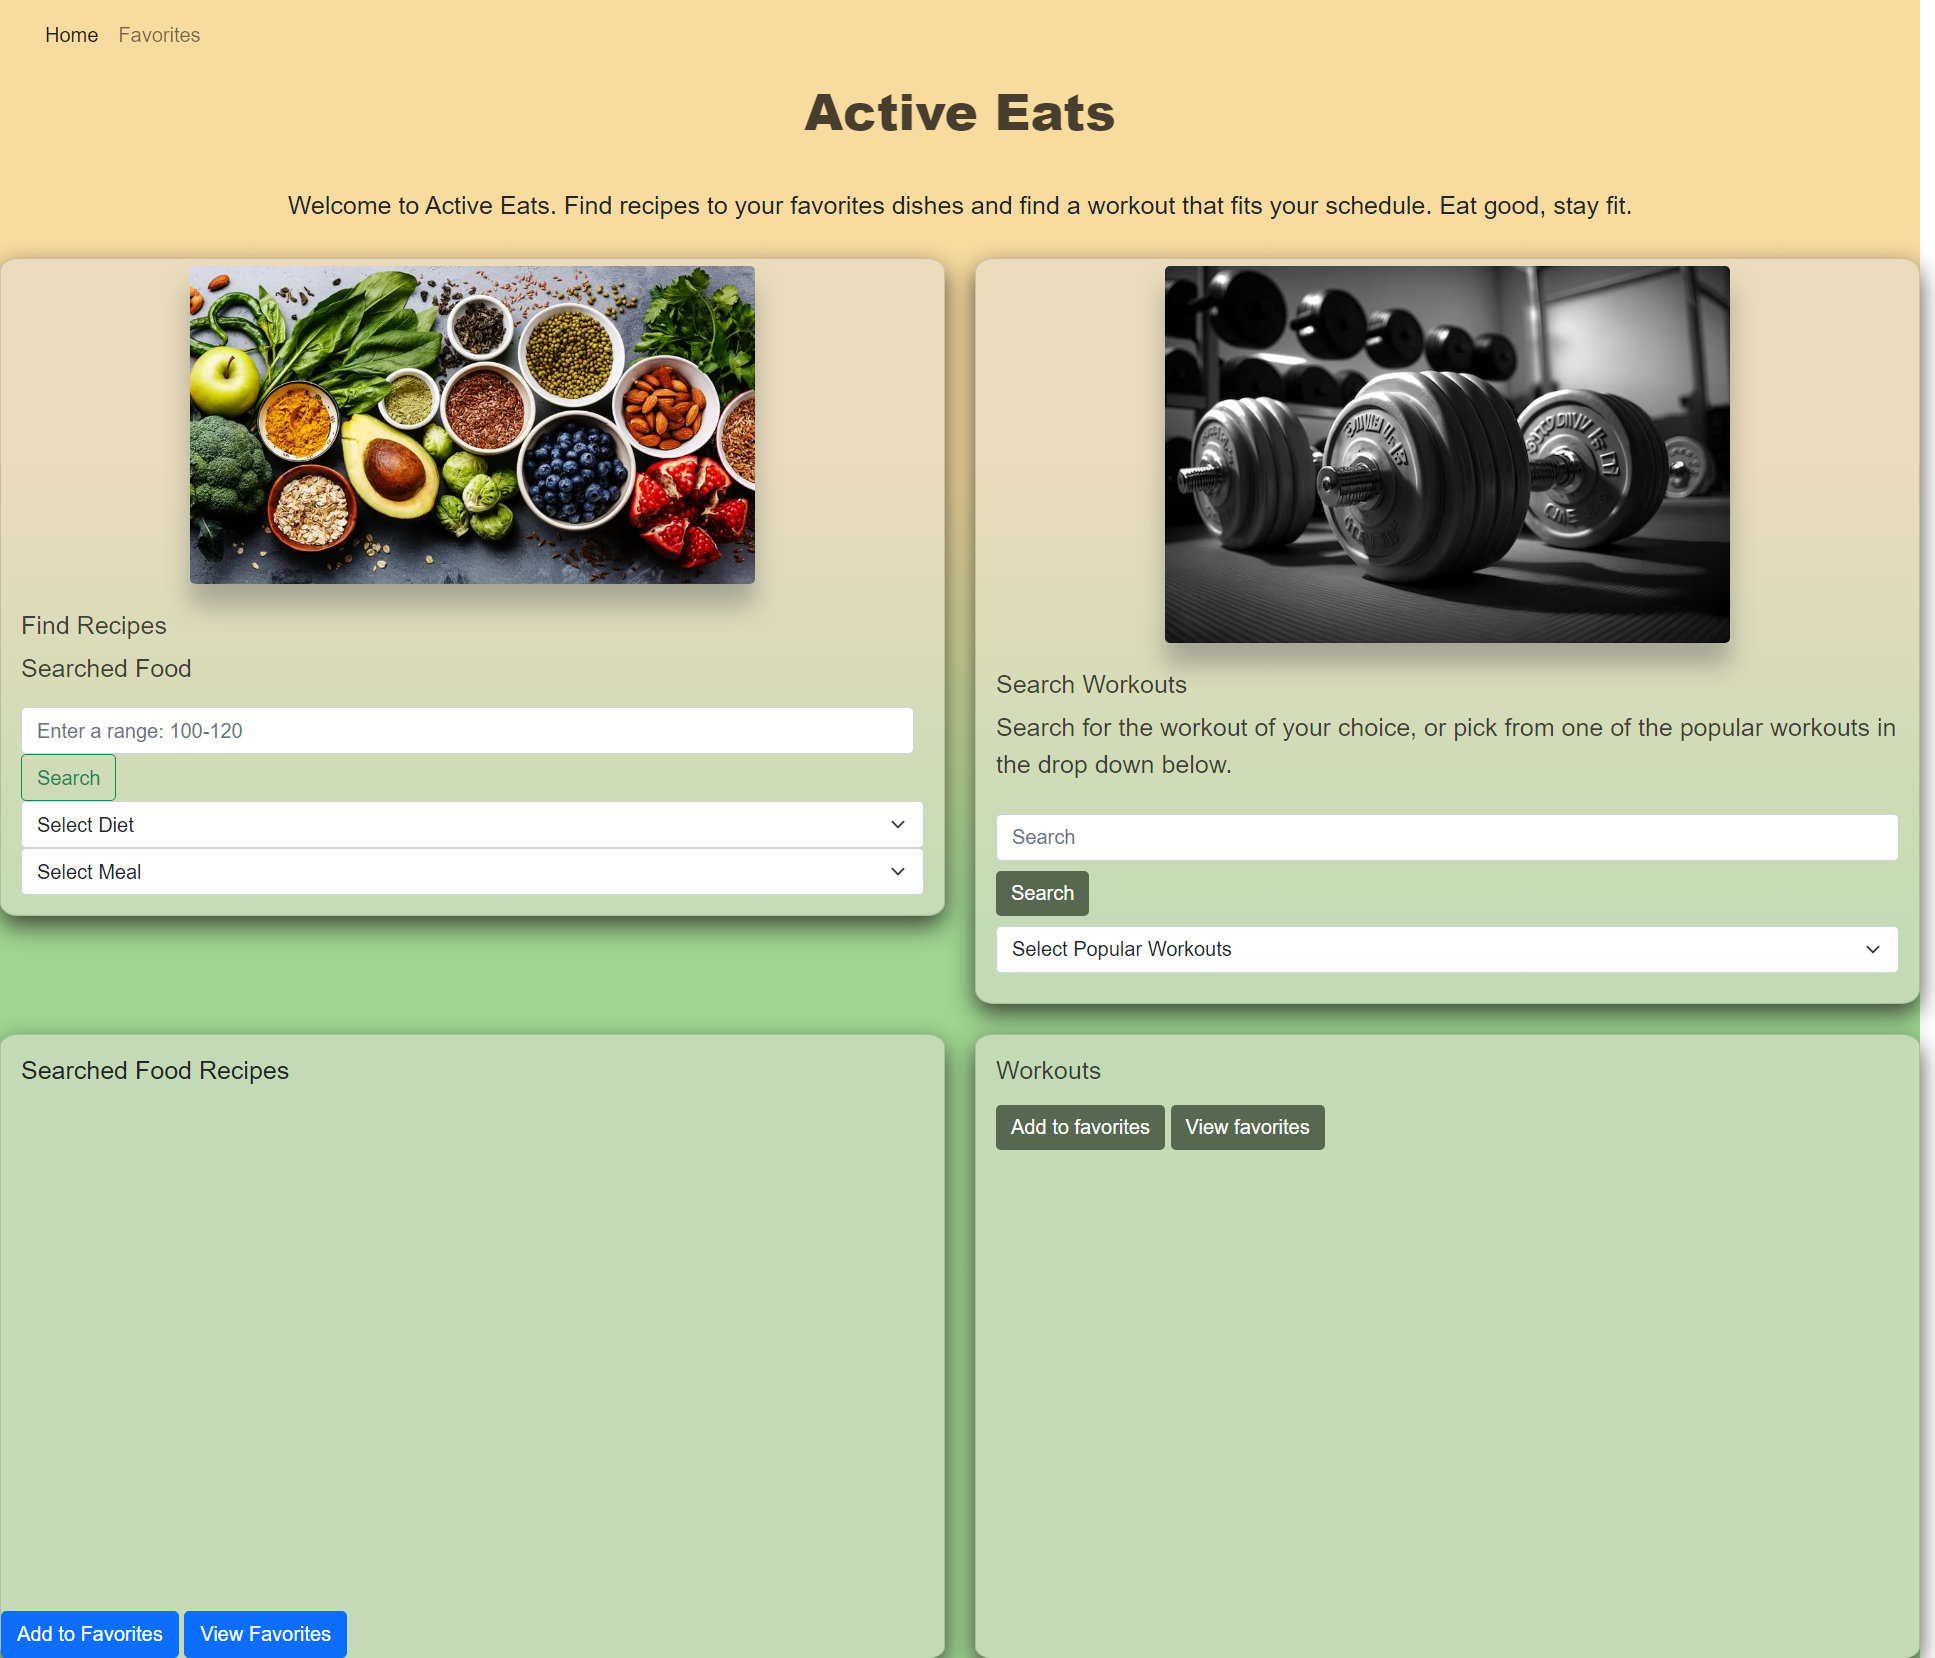 Home Favorites
Active Eats
Welcome to Active Eats. Find recipes to your favorites dishes and find a workout that fits your schedule. Eat good, stay fit.
Find Recipes
Searched Food
Enter a range: 100-120
Search
Select Diet
Select Meal
Search Workouts
Search for the workout of your choice, or pick from one of the popular workouts in
the drop down below.
Search
Search
Select Popular Workouts
Searched Food Recipes
Add to Favorites View Favorites
Workouts
Add to favorites View favorites